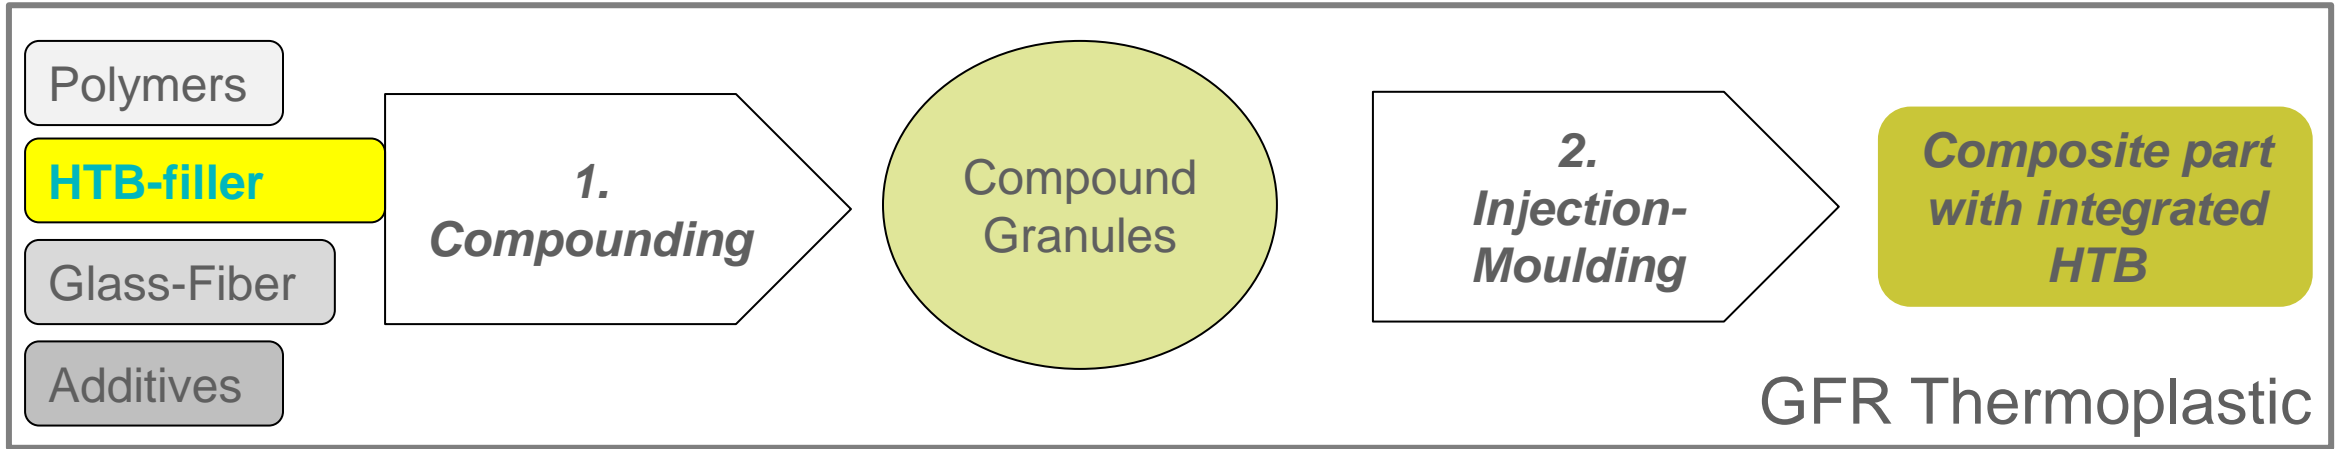 Polymers
HTB-filler
Glass-Fiber
Additives
1.
Compounding
Compound
Granules
2.
Injection-
Moulding
Composite part
with integrated
HTB
GFR Thermoplastic